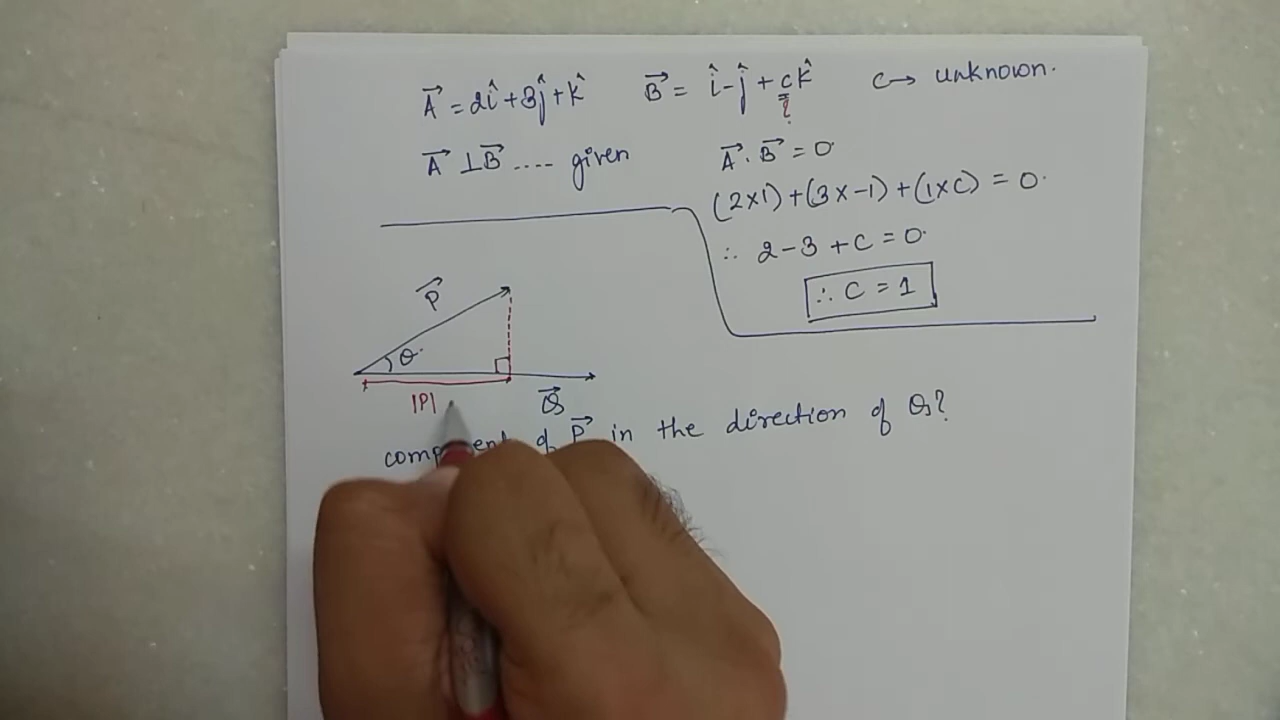 A⃗ = 2î + 3ĵ + k̂ B⃗ = î - ĵ + ck̂ c → unknown.
?
A⃗ ⊥ B⃗ .... given A⃗ . B⃗ = 0
(2×1) + (3×-1) + (1×c) = 0.
∴ 2 - 3 + c = 0.
∴ c = 1
P⃗
θ
|P| Q⃗
of P⃗ in the direction of Q?